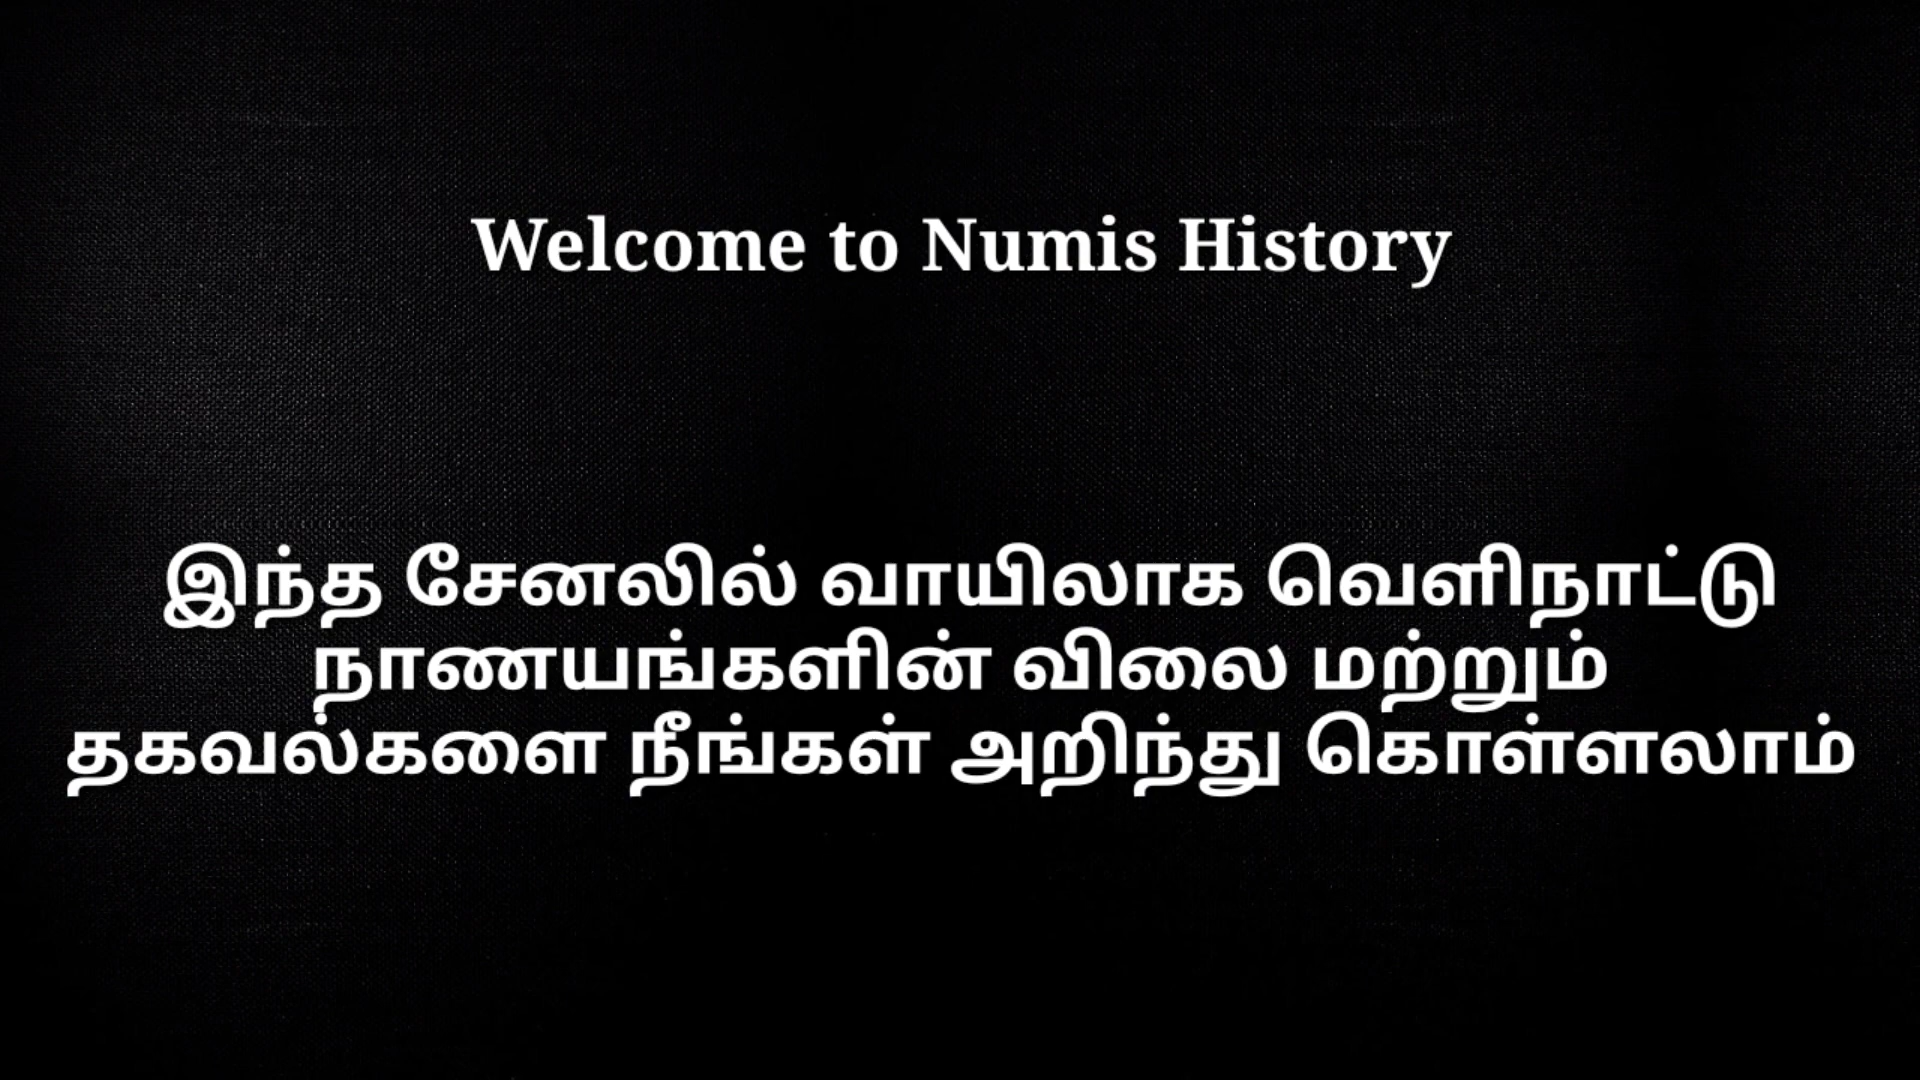 Welcome to Numis History
இந்த சேனலில் வாயிலாக வெளிநாட்டு
நாணயங்களின் விலை மற்றும்
தகவல்களை நீங்கள் அறிந்து கொள்ளலாம்